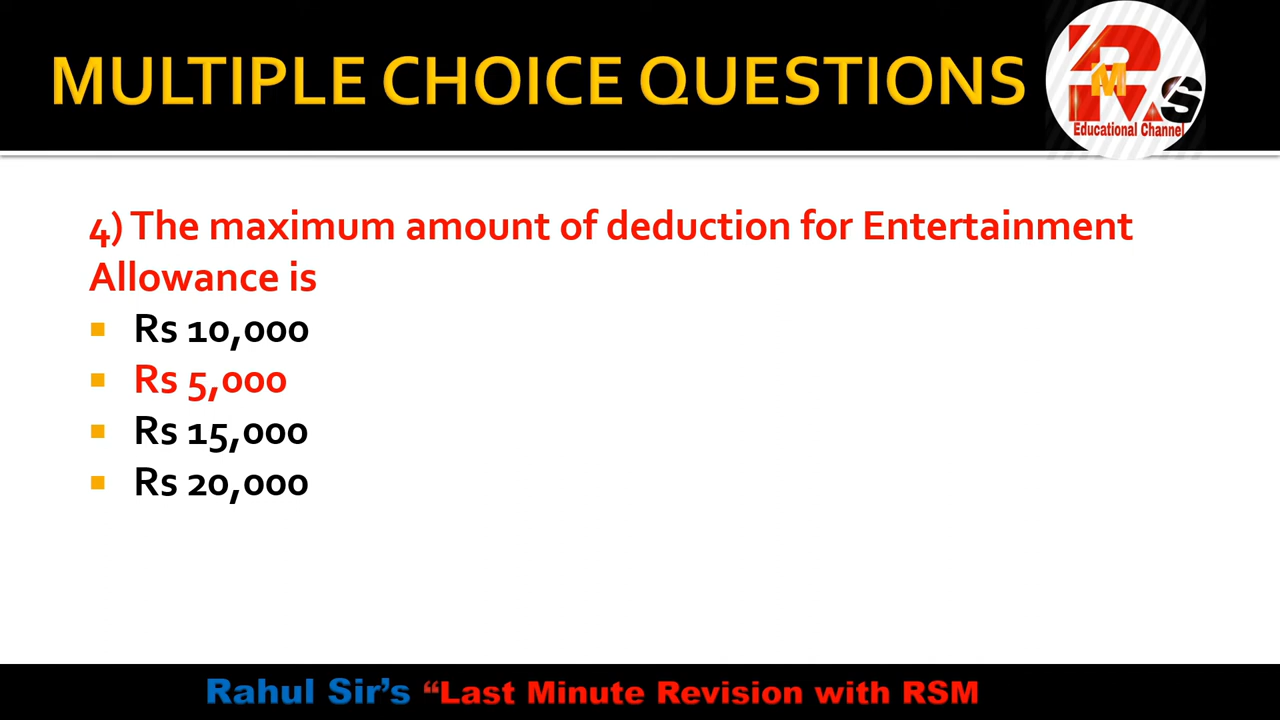 MULTIPLE CHOICE QUESTIONS
RMS
Educational Channel
4) The maximum amount of deduction for Entertainment
Allowance is
Rs 10,000
Rs 5,000
Rs 15,000
Rs 20,000
Rahul Sir's "Last Minute Revision with RSM